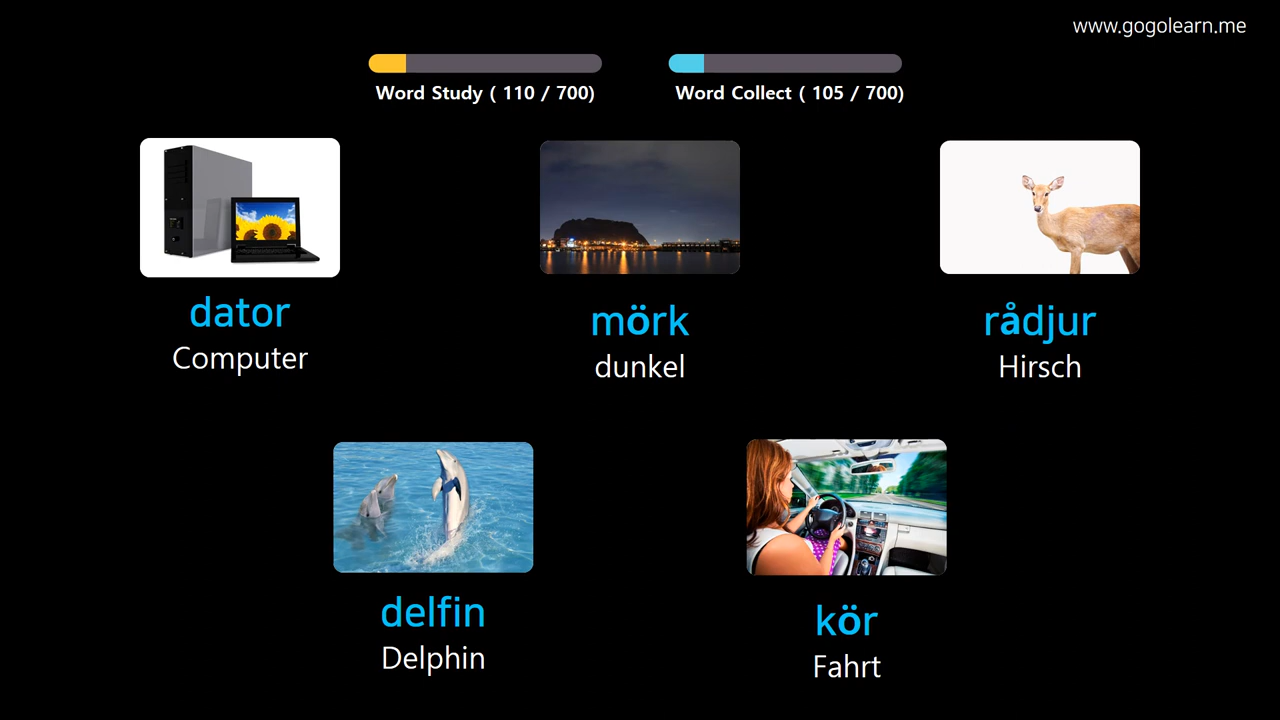 www.gogolearn.me
Word Study ( 110 / 700)
Word Collect ( 105 / 700)
dator
Computer
mörk
dunkel
rådjur
Hirsch
delfin
Delphin
kör
Fahrt